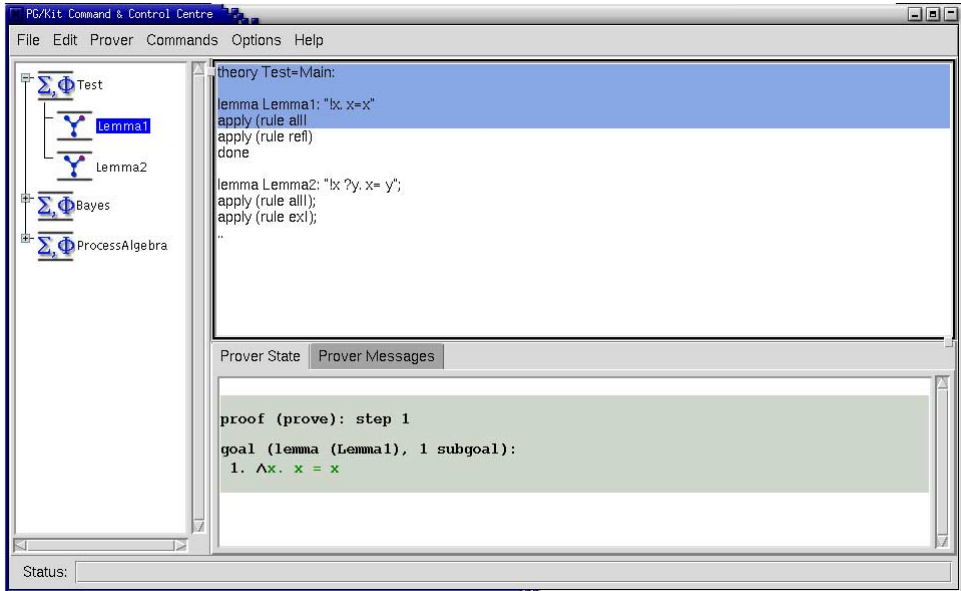 PG/Kit Command & Control Centre
File Edit Prover Commands Options Help
Σ,Φ Test
Lemma1
Lemma2
Σ,Φ Bayes
Σ,Φ ProcessAlgebra
theory Test=Main:
lemma Lemma1: "!x. x=x"
apply (rule allI
apply (rule refl)
done
lemma Lemma2: "!x ?y. x= y";
apply (rule allI);
apply (rule exI);
..
Prover State Prover Messages
proof (prove): step 1
goal (lemma (Lemma1), 1 subgoal):
1. ⋀x. x = x
Status: